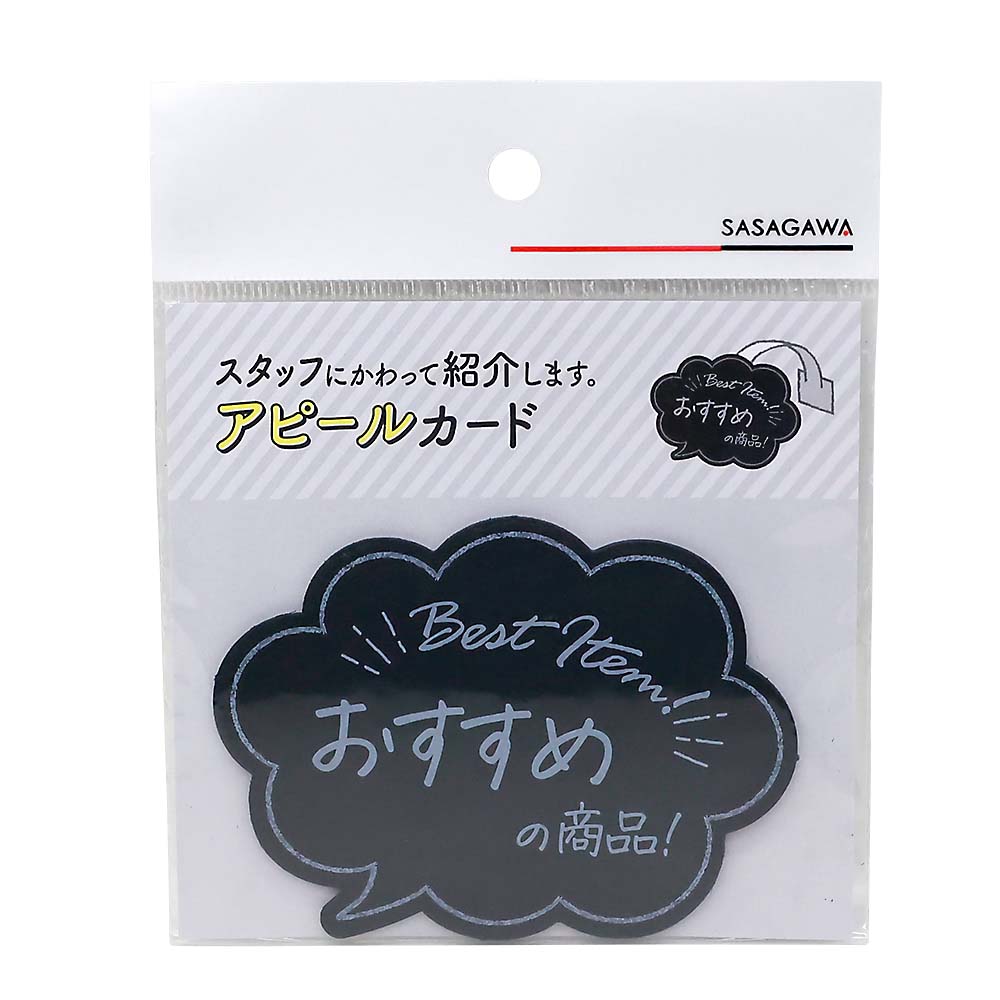 SASAGAWA
スタッフにかわって紹介します。
アピールカード
Best Item!
おすすめ
の商品!
Best Item!
おすすめ
の商品!